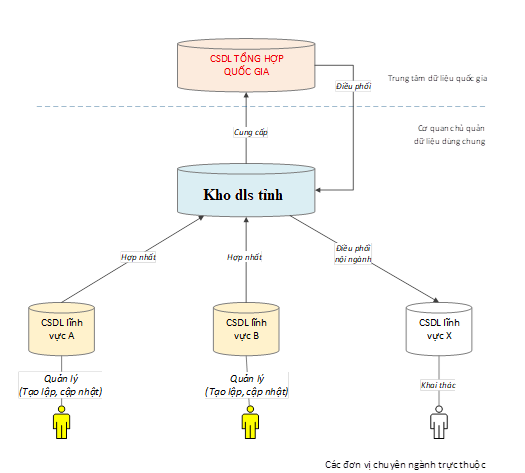 CSDL TỔNG HỢP
QUỐC GIA
Trung tâm dữ liệu quốc gia
Điều phối
Cung cấp
Cơ quan chủ quản
dữ liệu dùng chung
Kho dls tỉnh
Hợp nhất
Hợp nhất
Điều phối
nội ngành
CSDL lĩnh
vực A
CSDL lĩnh
vực B
CSDL lĩnh
vực X
Quản lý
(Tạo lập, cập nhật)
Quản lý
(Tạo lập, cập nhật)
Khai thác
Các đơn vị chuyên ngành trực thuộc